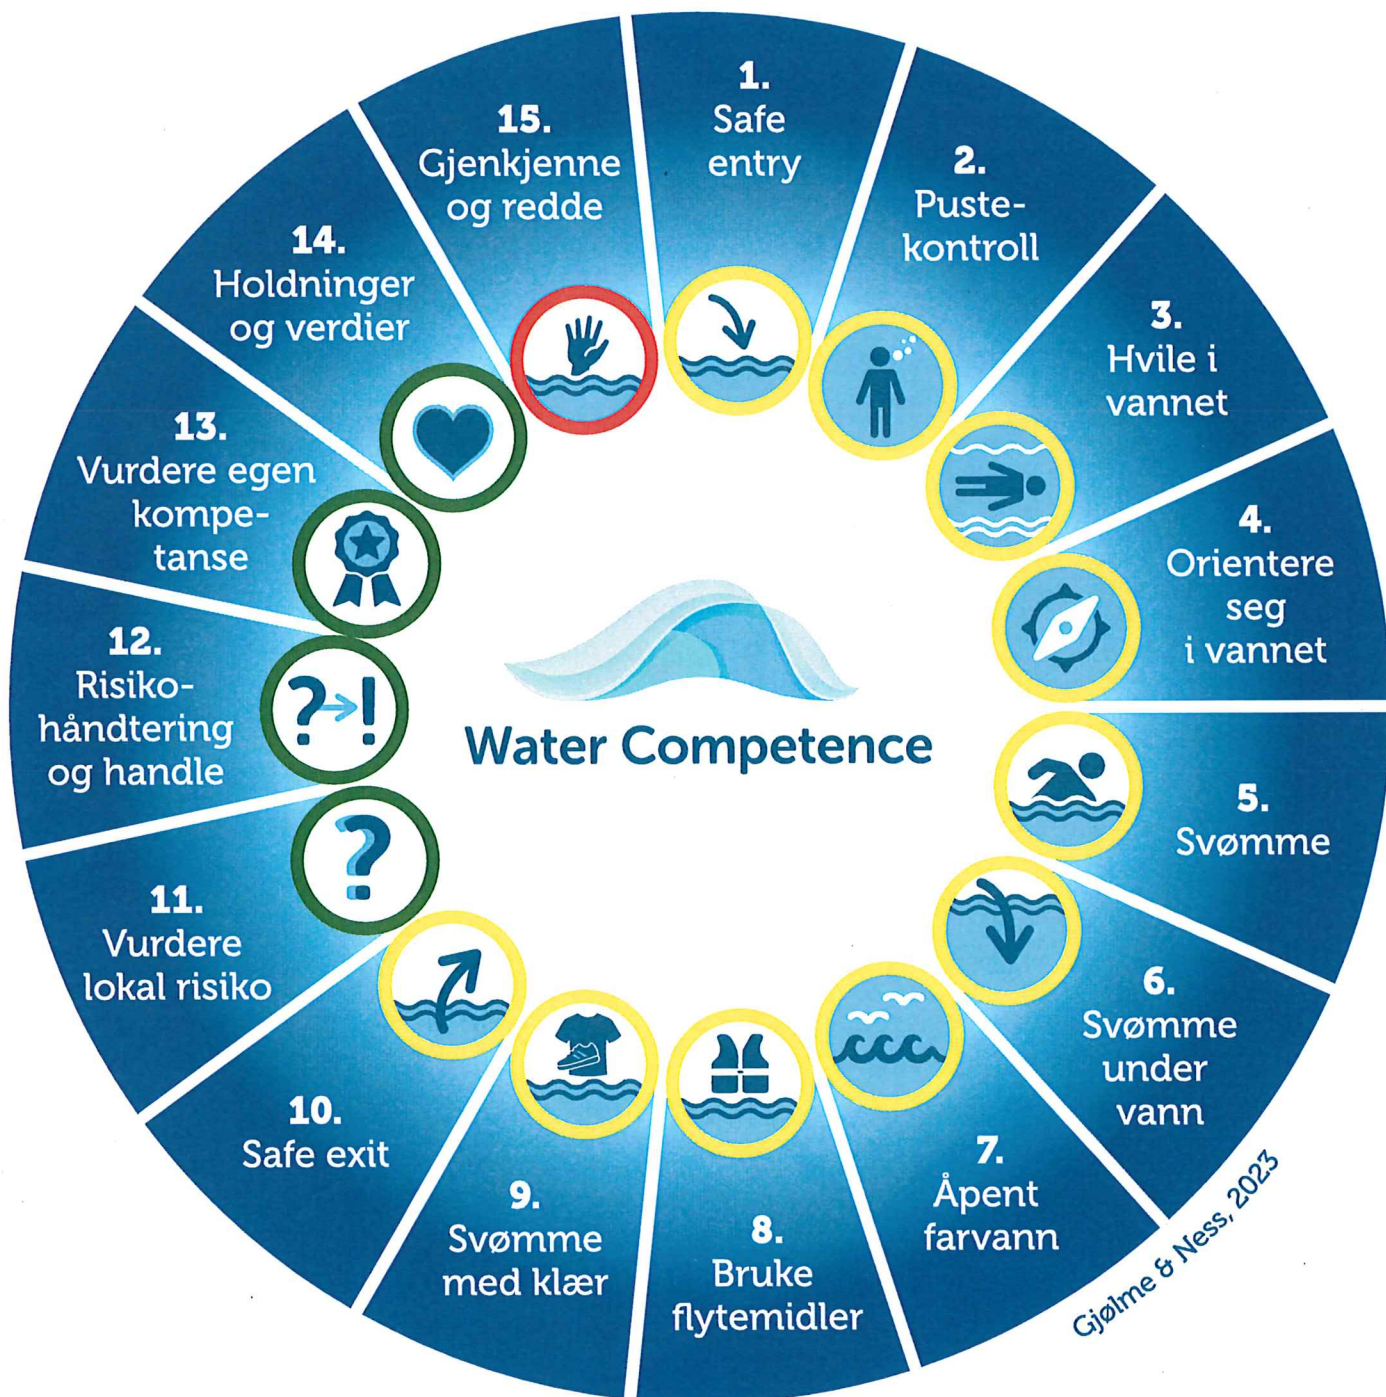 1.
Safe
entry
2.
Puste-
kontroll
3.
Hvile i
vannet
4.
Orientere
seg
i vannet
5.
Svømme
6.
Svømme
under
vann
7.
Åpent
farvann
8.
Bruke
flytemidler
9.
Svømme
med klær
10.
Safe exit
11.
Vurdere
lokal risiko
12.
Risiko-
håndtering
og handle
13.
Vurdere egen
kompe-
tanse
14.
Holdninger
og verdier
15.
Gjenkjenne
og redde
?→!
?
Water Competence
Gjølme & Ness, 2023